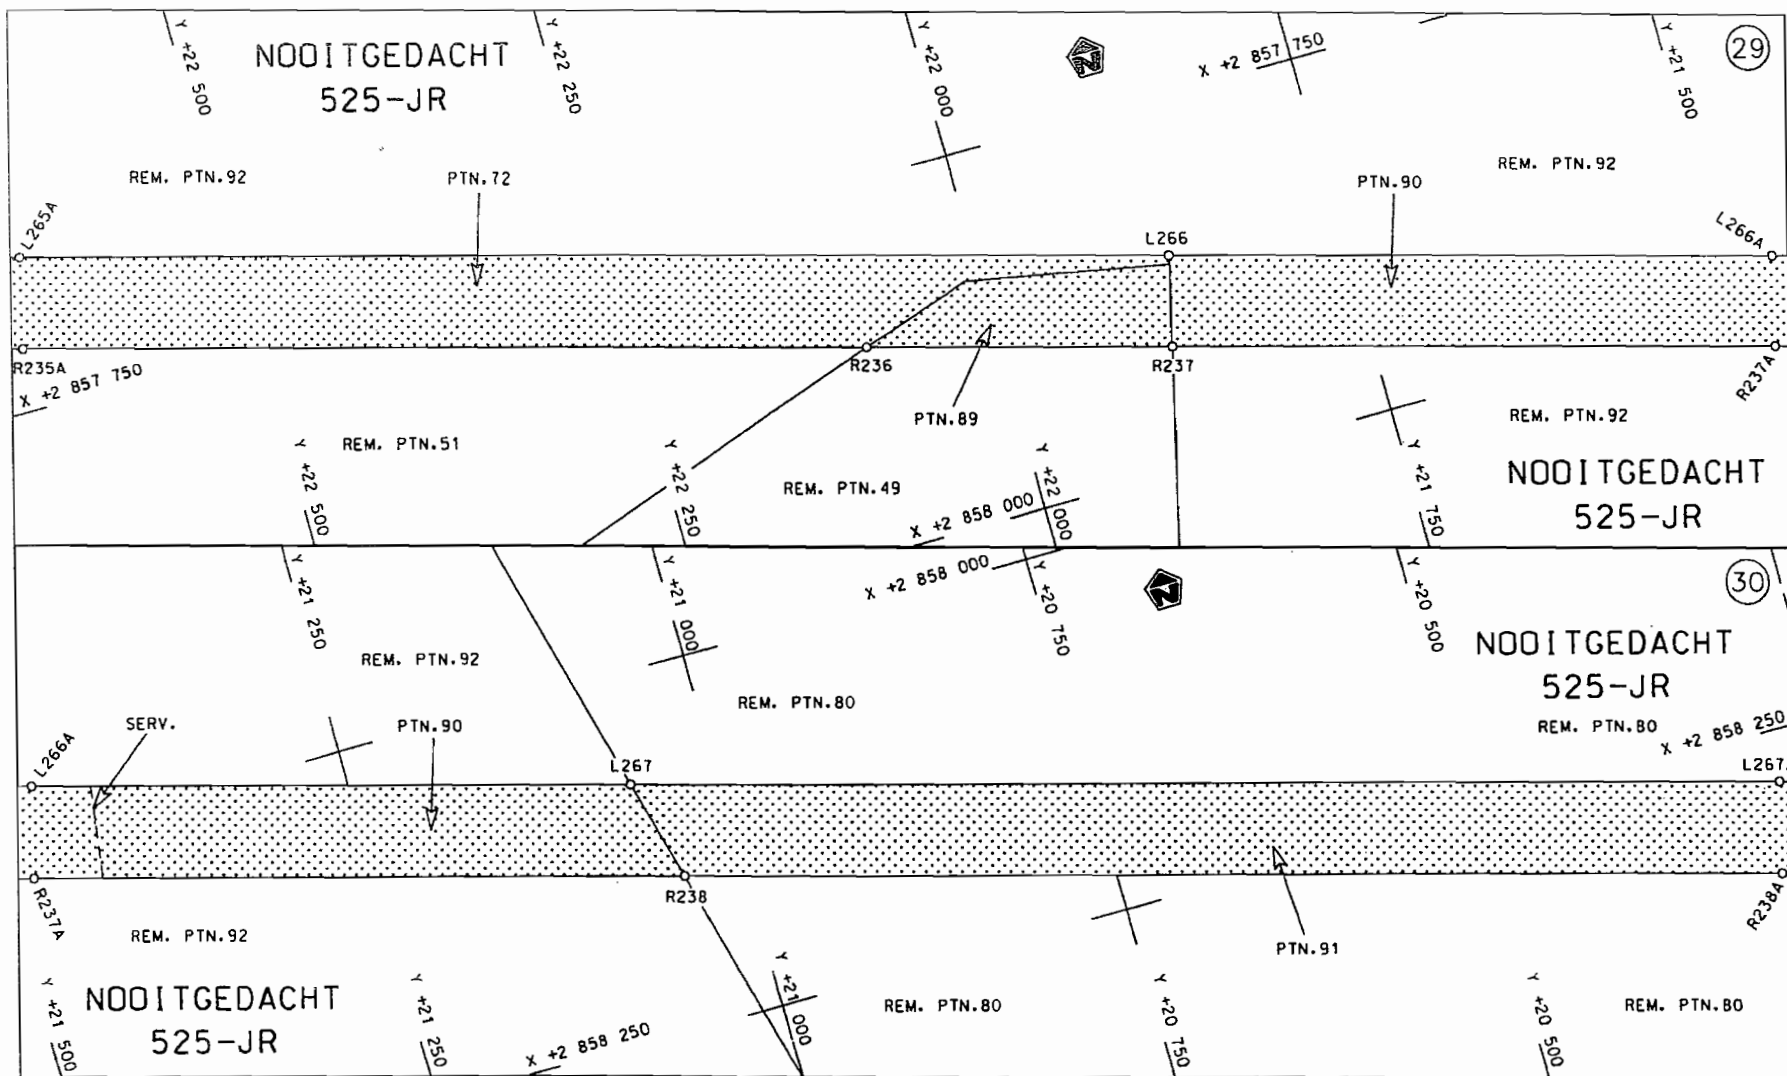 Y +22 500
NOOITGEDACHT
525-JR
Y +22 250
Y +22 000
X +2 857 750
Y +21 500
29
REM. PTN.92
PTN.72
PTN.90
REM. PTN.92
L265A
L266
L266A
R235A
R236
R237
R237A
X +2 857 750
PTN.89
REM. PTN.92
Y +22 500
REM. PTN.51
Y +22 250
REM. PTN.49
X +2 858 000
Y +22 000
Y +21 750
NOOITGEDACHT
525-JR
Y +21 250
Y +21 000
X +2 858 000
Y +20 750
Y +20 500
30
NOOITGEDACHT
525-JR
REM. PTN.92
REM. PTN.80
REM. PTN.80
X +2 858 250
SERV.
PTN.90
L266A
L267
L267
R237A
R238
R238A
REM. PTN.92
PTN.91
Y +21 500
NOOITGEDACHT
525-JR
Y +21 250
X +2 858 250
Y +21 000
REM. PTN.80
Y +20 750
Y +20 500
REM. PTN.80